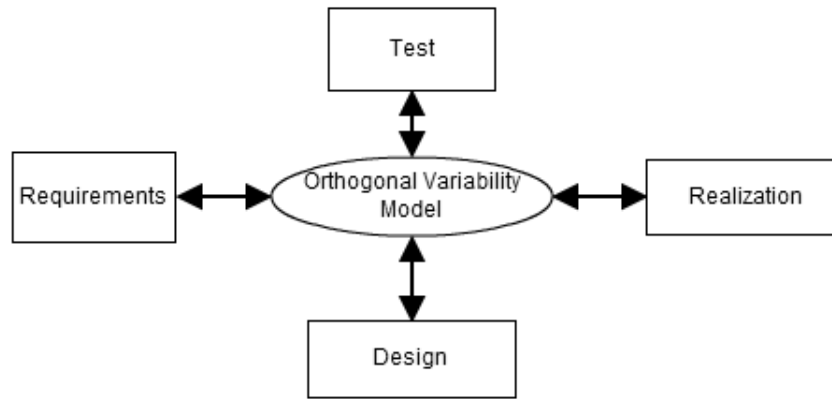 Test
Requirements
Orthogonal Variability
Model
Realization
Design